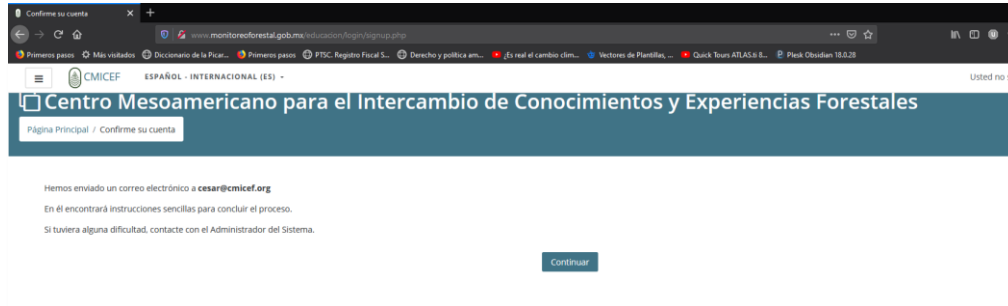 Confirme su cuenta
www.monitoreoforestal.gob.mx/educacion/login/signup.php
Primeros pasos Más visitados Diccionario de la Picar... Primeros pasos PTSC. Registro Fiscal S... Derecho y política am... ¿Es real el cambio clim... Vectores de Plantillas, ... Quick Tours ATLAS.ti 8... Plesk Obsidian 18.0.28
CMICEF ESPAÑOL - INTERNACIONAL (ES) Usted no
Centro Mesoamericano para el Intercambio de Conocimientos y Experiencias Forestales
Página Principal / Confirme su cuenta
Hemos enviado un correo electrónico a cesar@cmicef.org
En él encontrará instrucciones sencillas para concluir el proceso.
Si tuviera alguna dificultad, contacte con el Administrador del Sistema.
Continuar